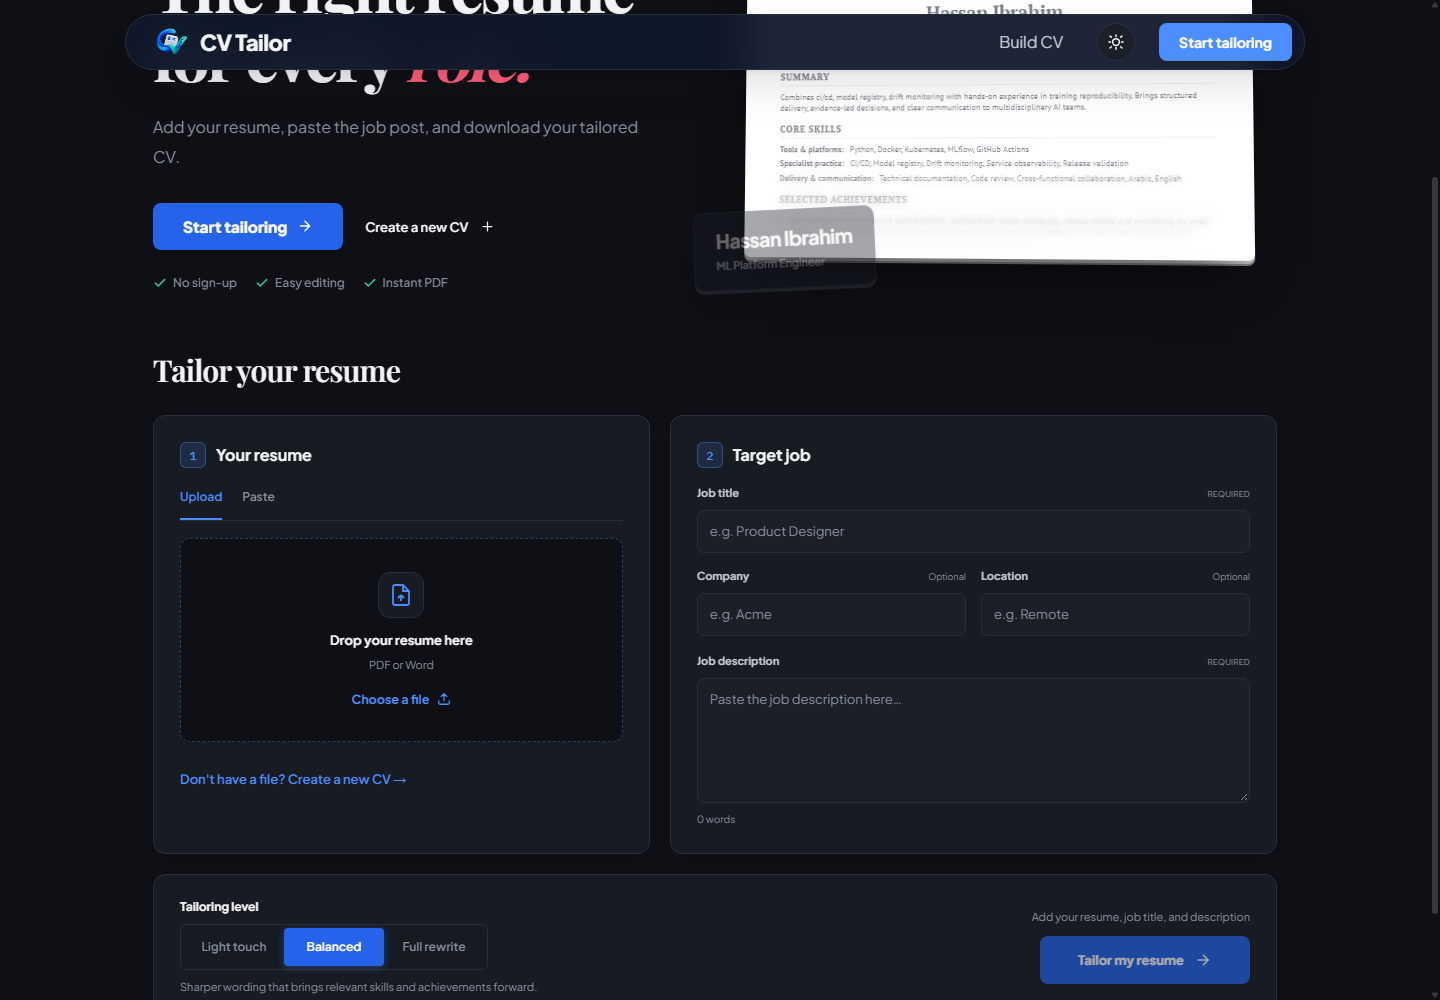 The right resume
for every role.
CV Tailor
Build CV
Start tailoring
Add your resume, paste the job post, and download your tailored
CV.
Start tailoring
Create a new CV
No sign-up
Easy editing
Instant PDF
Hassan Ibrahim
SUMMARY
Combines ci/cd, model registry, drift monitoring with hands-on experience in training reproducibility. Brings structured
delivery, evidence-led decisions, and clear communication to multidisciplinary AI teams.
CORE SKILLS
Tools & platforms: Python, Docker, Kubernetes, MLflow, GitHub Actions
Specialist practice: CI/CD, Model registry, Drift monitoring, Service observability, Release validation
Delivery & communication: Technical documentation, Code review, Cross-functional collaboration, Arabic, English
SELECTED ACHIEVEMENTS
Hassan Ibrahim
ML Platform Engineer
Tailor your resume
1 Your resume
Upload Paste
Drop your resume here
PDF or Word
Choose a file
Don't have a file? Create a new CV →
2 Target job
Job title REQUIRED
e.g. Product Designer
Company Optional Location Optional
e.g. Acme e.g. Remote
Job description REQUIRED
Paste the job description here...
0 words
Tailoring level
Light touch Balanced Full rewrite
Sharper wording that brings relevant skills and achievements forward.
Add your resume, job title, and description
Tailor my resume